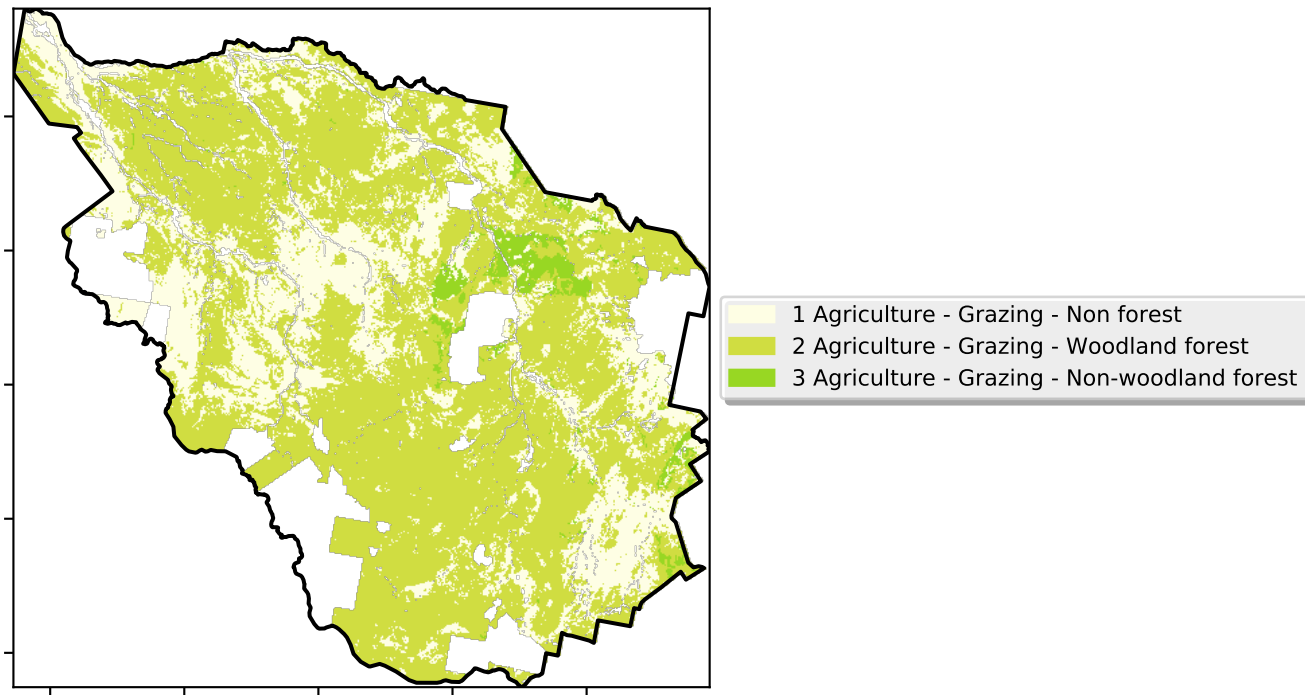 1 Agriculture - Grazing - Non forest
2 Agriculture - Grazing - Woodland forest
3 Agriculture - Grazing - Non-woodland forest